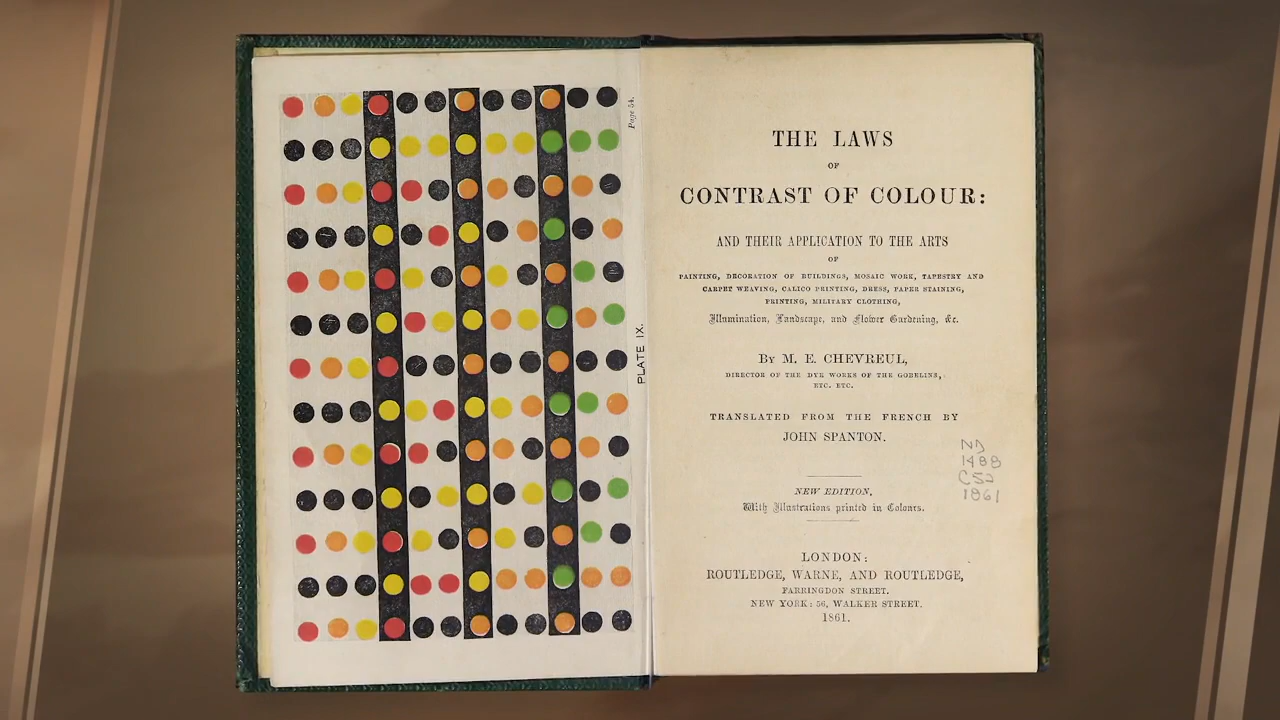 Page 54.
PLATE IX.
THE LAWS
OF
CONTRAST OF COLOUR:
AND THEIR APPLICATION TO THE ARTS
OF
PAINTING, DECORATION OF BUILDINGS, MOSAIC WORK, TAPESTRY AND
CARPET WEAVING, CALICO PRINTING, DRESS, PAPER STAINING,
PRINTING, MILITARY CLOTHING,
Illumination, Landscape, and Flower Gardening, &c.
BY M. E. CHEVREUL,
DIRECTOR OF THE DYE WORKS OF THE GOBELINS,
ETC. ETC.
TRANSLATED FROM THE FRENCH BY
JOHN SPANTON.
ND
1488
C52
1861
NEW EDITION,
With Illustrations printed in Colours.
LONDON:
ROUTLEDGE, WARNE, AND ROUTLEDGE,
FARRINGDON STREET.
NEW YORK: 56, WALKER STREET.
1861.